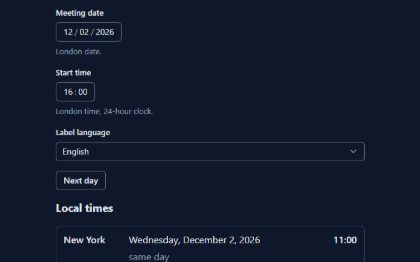 Meeting date
12 / 02 / 2026
London date.
Start time
16 : 00
London time, 24-hour clock.
Label language
English
Next day
Local times
New York Wednesday, December 2, 2026 11:00
same day